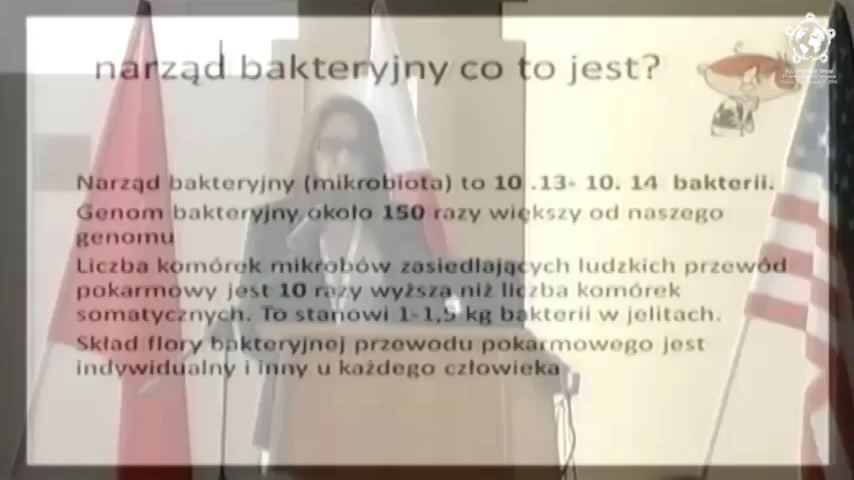 narząd bakteryjny co to jest?
Narząd bakteryjny (mikrobiota) to 10 .13- 10. 14 bakterii.
Genom bakteryjny około 150 razy większy od naszego
genomu
Liczba komórek mikrobów zasiedlających ludzkich przewód
pokarmowy jest 10 razy wyższa niż liczba komórek
somatycznych. To stanowi 1-1,5 kg bakterii w jelitach.
Skład flory bakteryjnej przewodu pokarmowego jest
indywidualny i inny u każdego człowieka